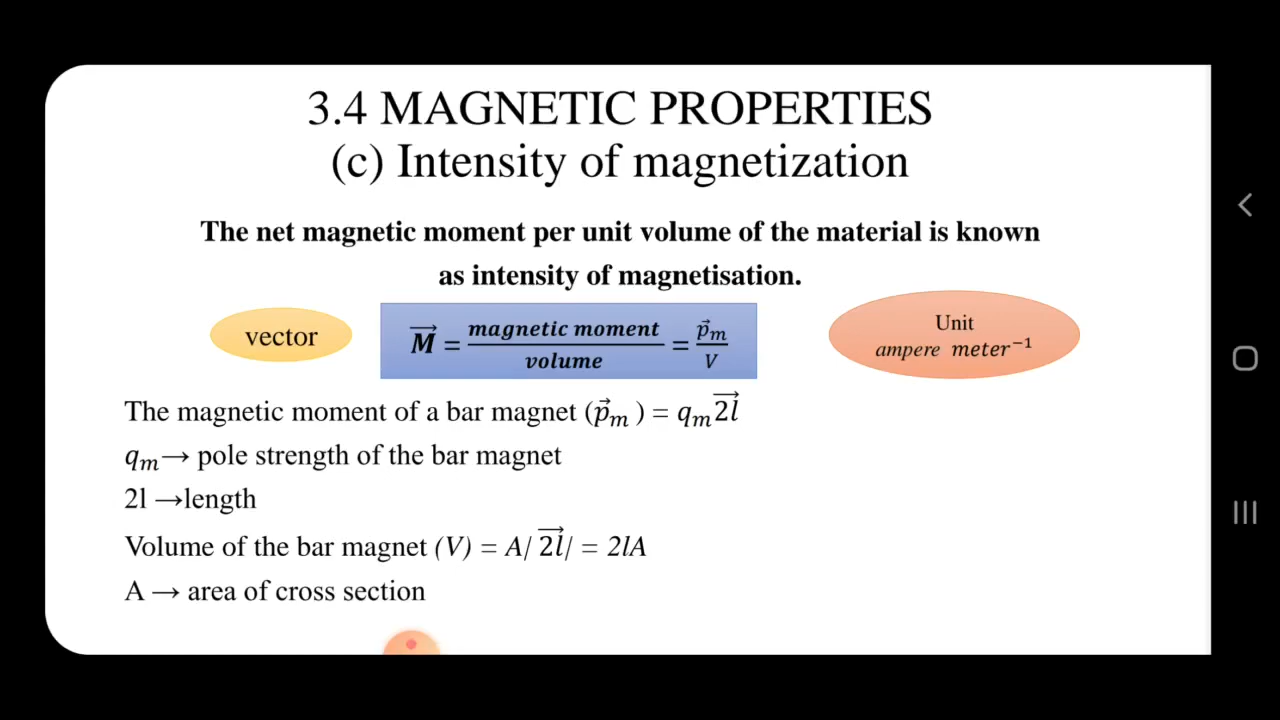 3.4 MAGNETIC PROPERTIES
(c) Intensity of magnetization
The net magnetic moment per unit volume of the material is known
as intensity of magnetisation.
vector
M⃗ = magnetic moment / volume = p⃗ₘ / V
Unit
ampere meter⁻¹
The magnetic moment of a bar magnet (p⃗ₘ ) = qₘ2l⃗
qₘ→ pole strength of the bar magnet
2l →length
Volume of the bar magnet (V) = A/ 2l⃗/ = 2lA
A → area of cross section